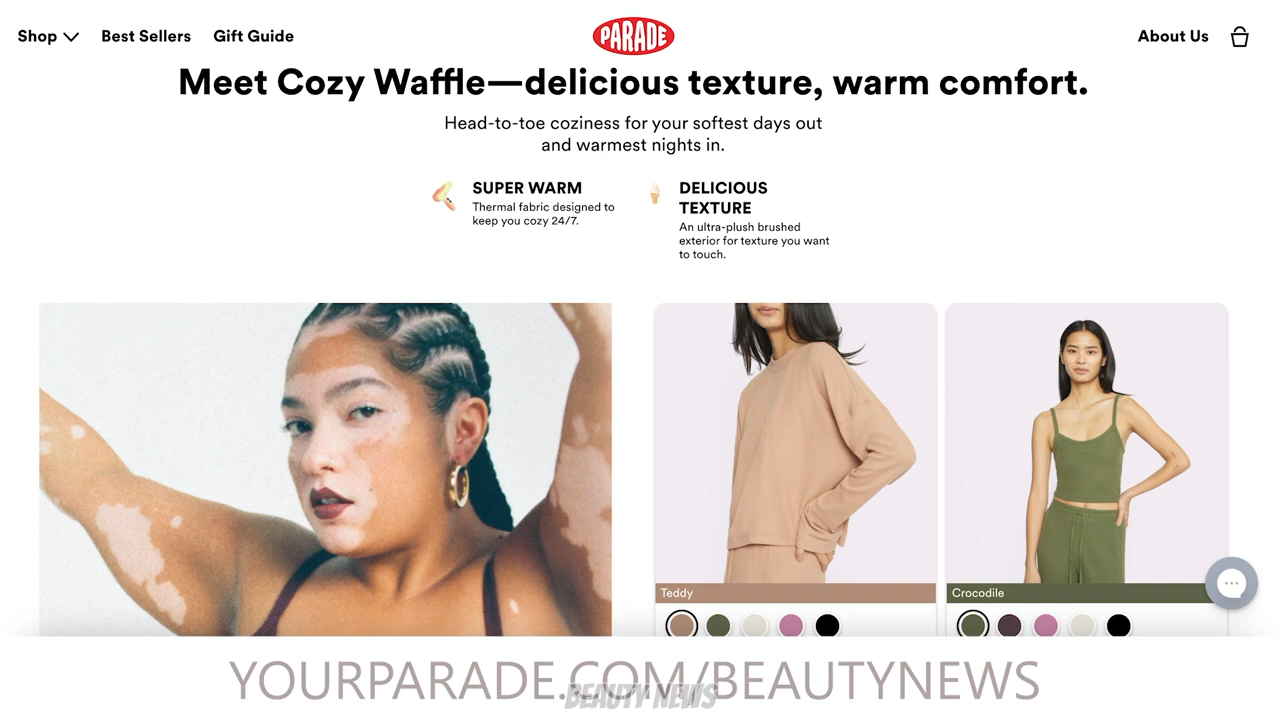 Shop
Best Sellers
Gift Guide
PARADE
About Us
Meet Cozy Waffle—delicious texture, warm comfort.
Head-to-toe coziness for your softest days out
and warmest nights in.
SUPER WARM
Thermal fabric designed to
keep you cozy 24/7.
DELICIOUS
TEXTURE
An ultra-plush brushed
exterior for texture you want
to touch.
Teddy
Crocodile
YOURPARADE.COM/BEAUTYNEWS
BEAUTY NEWS